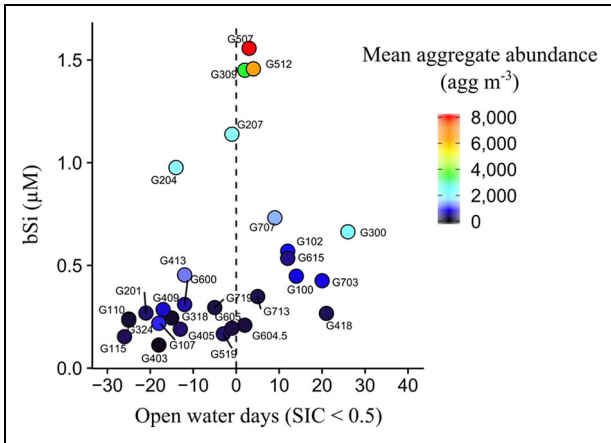 Mean aggregate abundance
(agg m⁻³)
8,000
6,000
4,000
2,000
0
bSi (µM)
1.5
1.0
0.5
0.0
G507
G512
G309
G207
G204
G707
G300
G102
G615
G413
G600
G100
G703
G201
G409
G719
G713
G110
G318
G605
G418
G324
G405
G604.5
G115
G107
G519
G403
−30 −20 −10 0 10 20 30 40
Open water days (SIC < 0.5)